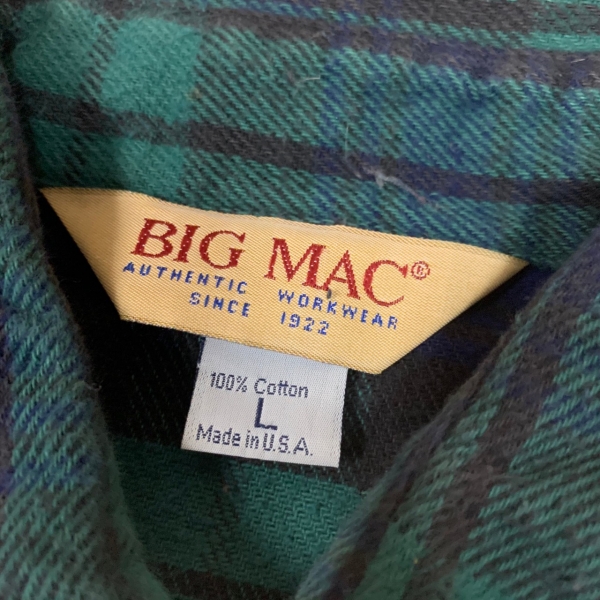 BIG MAC®
AUTHENTIC WORKWEAR
SINCE 1922
100% Cotton
L
Made in U.S.A.